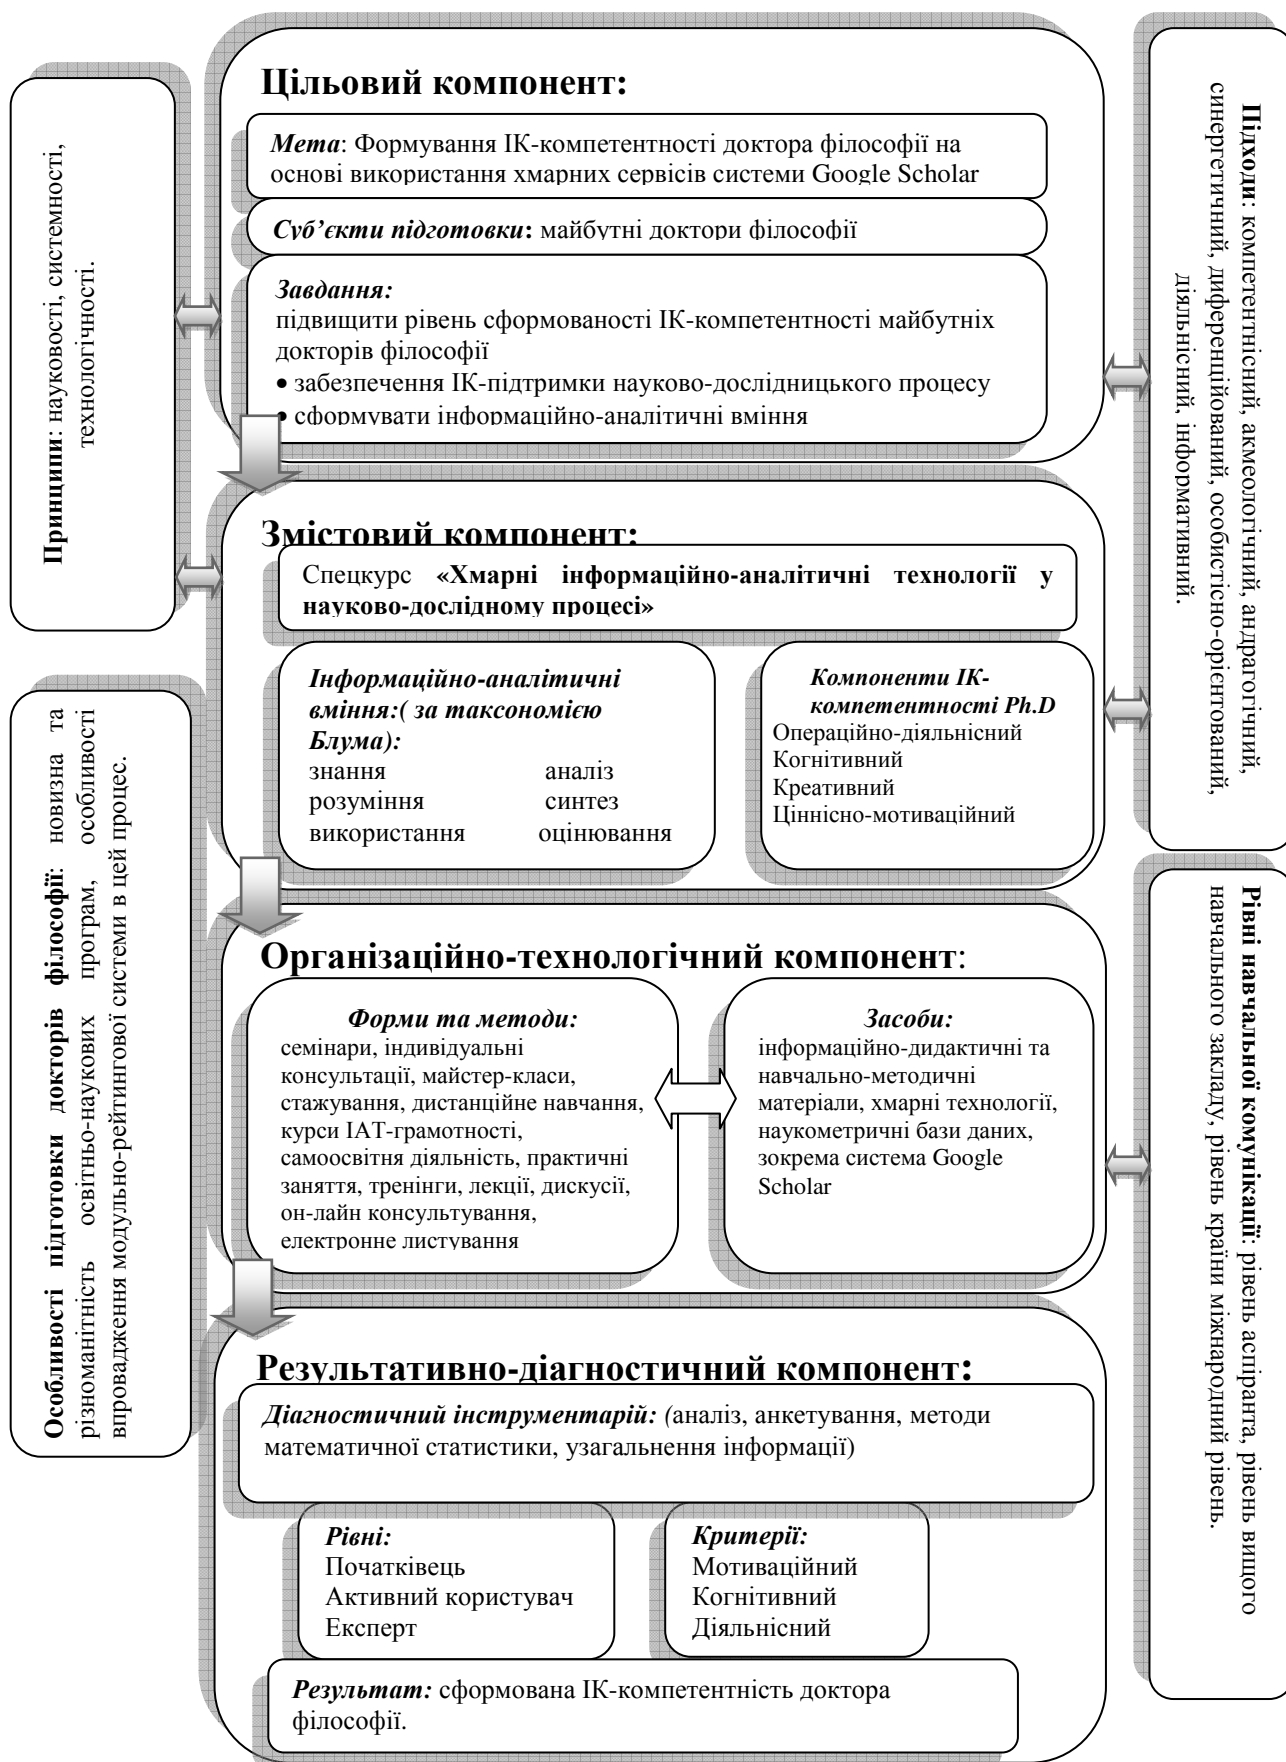 Цільовий компонент:
Мета: Формування ІК-компетентності доктора філософії на
основі використання хмарних сервісів системи Google Scholar
Суб’єкти підготовки: майбутні доктори філософії
Завдання:
підвищити рівень сформованості ІК-компетентності майбутніх
докторів філософії
• забезпечення ІК-підтримки науково-дослідницького процесу
• сформувати інформаційно-аналітичні вміння
Принципи: науковості, системності,
технологічності.
Підходи: компетентнісний, акмеологічний, андрагогічний,
синергетичний, диференційований, особистісно-орієнтований,
діяльнісний, інформативний.
Змістовий компонент:
Спецкурс «Хмарні інформаційно-аналітичні технології у
науково-дослідному процесі»
Інформаційно-аналітичні
вміння:( за таксономією
Блума):
знання аналіз
розуміння синтез
використання оцінювання
Компоненти ІК-
компетентності Ph.D
Операційно-діяльнісний
Когнітивний
Креативний
Ціннісно-мотиваційний
Особливості підготовки докторів філософії: новизна та
різноманітність освітньо-наукових програм, особливості
впровадження модульно-рейтингової системи в цей процес.
Організаційно-технологічний компонент:
Форми та методи:
семінари, індивідуальні
консультації, майстер-класи,
стажування, дистанційне навчання,
курси ІАТ-грамотності,
самоосвітня діяльність, практичні
заняття, тренінги, лекції, дискусії,
он-лайн консультування,
електронне листування
Засоби:
інформаційно-дидактичні та
навчально-методичні
матеріали, хмарні технології,
наукометричні бази даних,
зокрема система Google
Scholar
Рівні навчальної комунікації: рівень аспіранта, рівень вищого
навчального закладу, рівень країни міжнародний рівень.
Результативно-діагностичний компонент:
Діагностичний інструментарій: (аналіз, анкетування, методи
математичної статистики, узагальнення інформації)
Рівні:
Початківець
Активний користувач
Експерт
Критерії:
Мотиваційний
Когнітивний
Діяльнісний
Результат: сформована ІК-компетентність доктора
філософії.